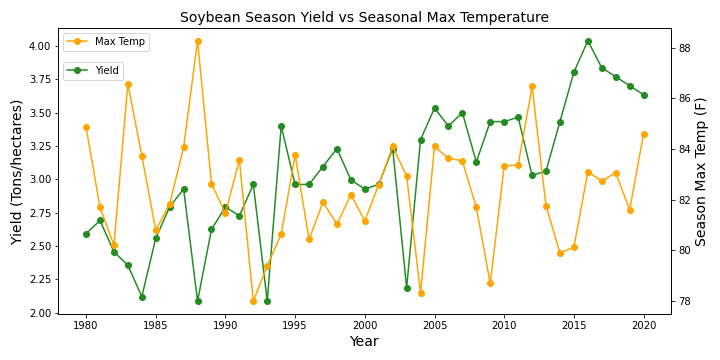 Soybean Season Yield vs Seasonal Max Temperature
Max Temp
Yield
Yield (Tons/hectares)
4.00
3.75
3.50
3.25
3.00
2.75
2.50
2.25
2.00
88
86
84
82
80
78
Season Max Temp (F)
1980 1985 1990 1995 2000 2005 2010 2015 2020
Year